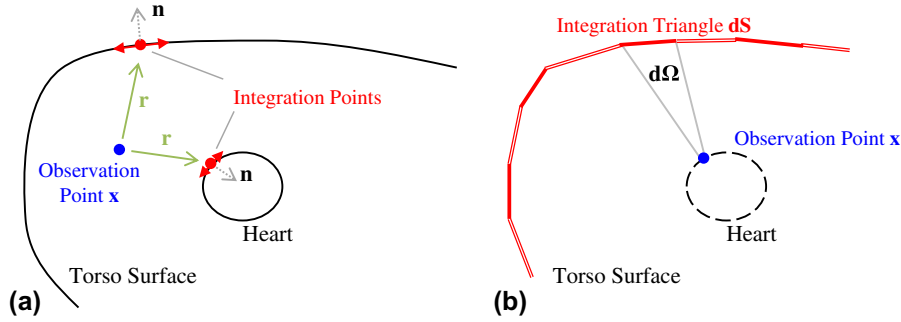 n
r
Integration Points
r
Observation
Point x
n
Heart
Torso Surface
(a)
Integration Triangle dS
dΩ
Observation Point x
Heart
Torso Surface
(b)